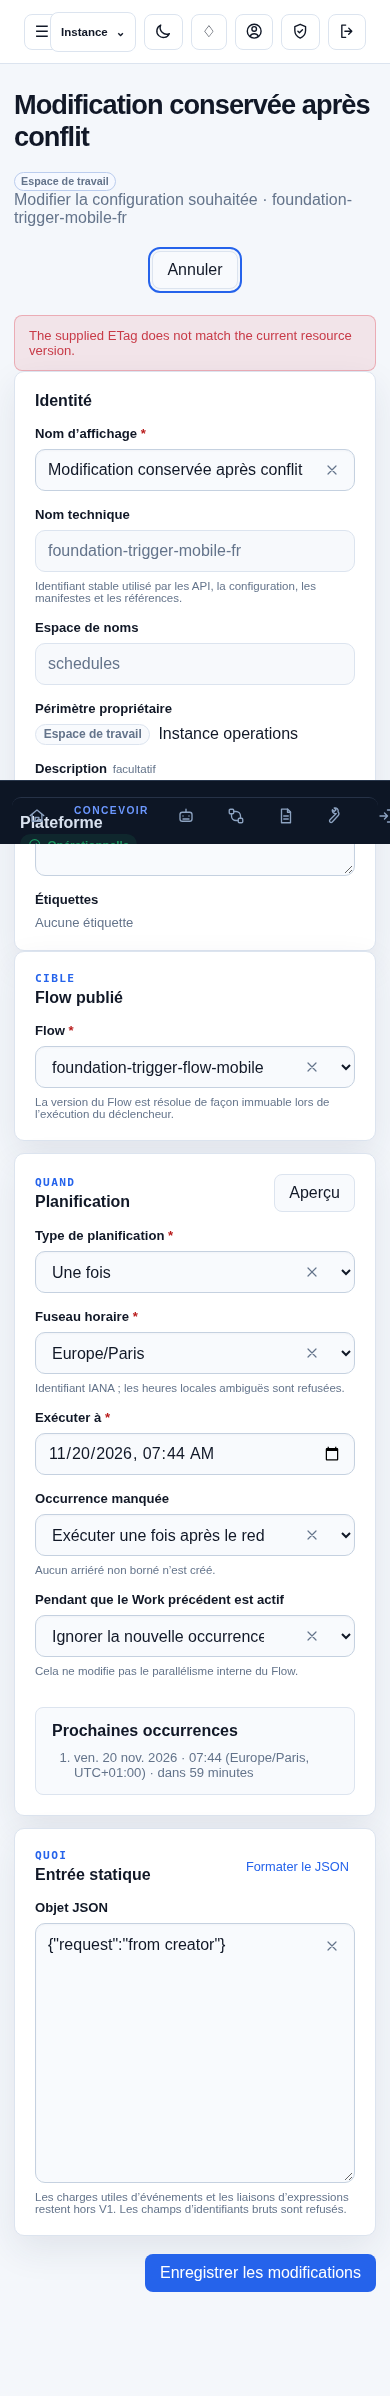 Instance
Modification conservée après
conflit
Espace de travail
Modifier la configuration souhaitée · foundation-
trigger-mobile-fr
Annuler
The supplied ETag does not match the current resource
version.
Identité
Nom d’affichage *
Modification conservée après conflit
Nom technique
foundation-trigger-mobile-fr
Identifiant stable utilisé par les API, la configuration, les
manifestes et les références.
Espace de noms
schedules
Périmètre propriétaire
Espace de travail Instance operations
Description facultatif
CONCEVOIR
Plateforme
Opérationnelle
Étiquettes
Aucune étiquette
CIBLE
Flow publié
Flow *
foundation-trigger-flow-mobile
La version du Flow est résolue de façon immuable lors de
l’exécution du déclencheur.
QUAND
Planification
Aperçu
Type de planification *
Une fois
Fuseau horaire *
Europe/Paris
Identifiant IANA ; les heures locales ambiguës sont refusées.
Exécuter à *
11/20/2026, 07:44 AM
Occurrence manquée
Exécuter une fois après le red
Aucun arriéré non borné n’est créé.
Pendant que le Work précédent est actif
Ignorer la nouvelle occurrence
Cela ne modifie pas le parallélisme interne du Flow.
Prochaines occurrences
1. ven. 20 nov. 2026 · 07:44 (Europe/Paris,
UTC+01:00) · dans 59 minutes
QUOI
Entrée statique
Formater le JSON
Objet JSON
{"request":"from creator"}
Les charges utiles d’événements et les liaisons d’expressions
restent hors V1. Les champs d’identifiants bruts sont refusés.
Enregistrer les modifications